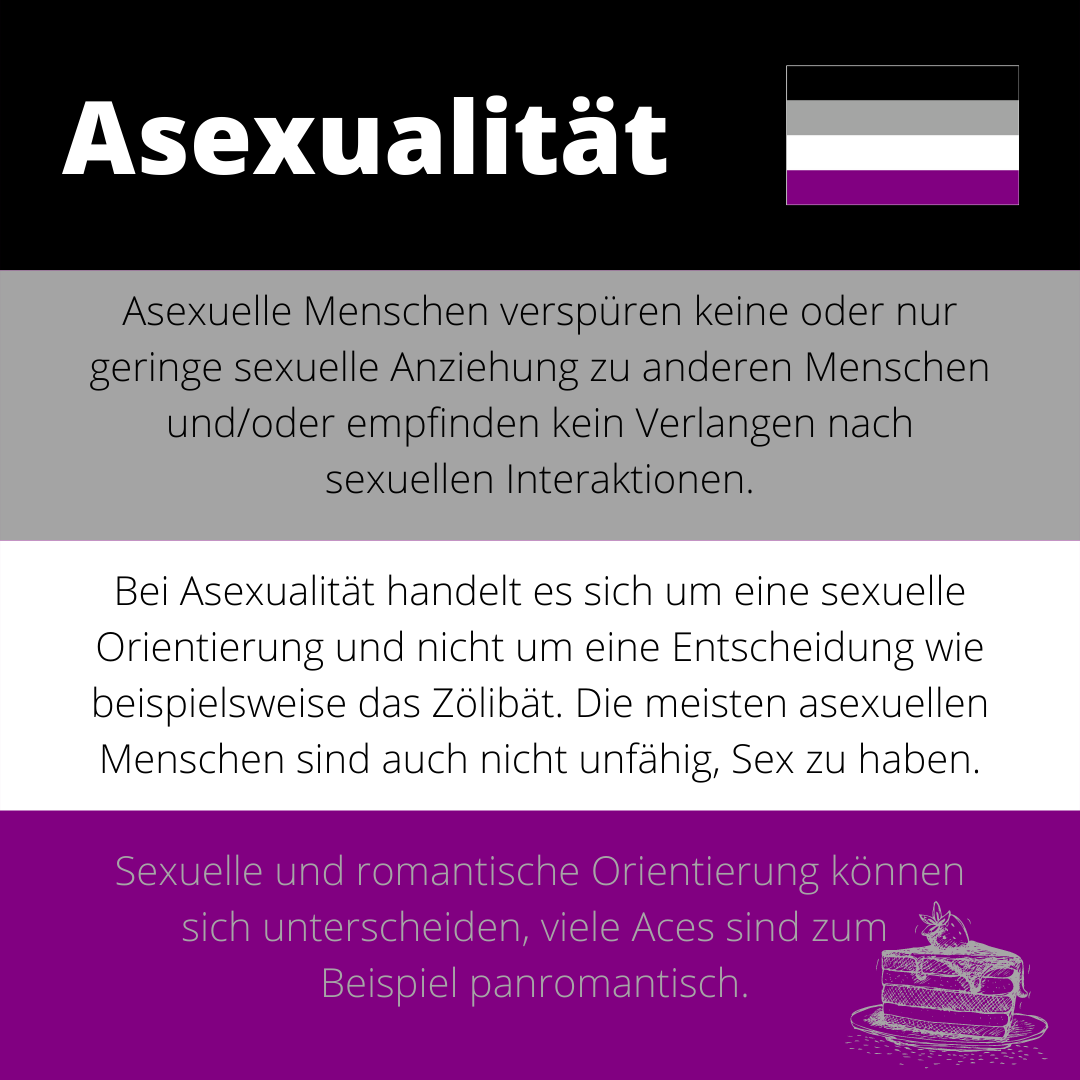 Asexualität
Asexuelle Menschen verspüren keine oder nur
geringe sexuelle Anziehung zu anderen Menschen
und/oder empfinden kein Verlangen nach
sexuellen Interaktionen.
Bei Asexualität handelt es sich um eine sexuelle
Orientierung und nicht um eine Entscheidung wie
beispielsweise das Zölibät. Die meisten asexuellen
Menschen sind auch nicht unfähig, Sex zu haben.
Sexuelle und romantische Orientierung können
sich unterscheiden, viele Aces sind zum
Beispiel panromantisch.